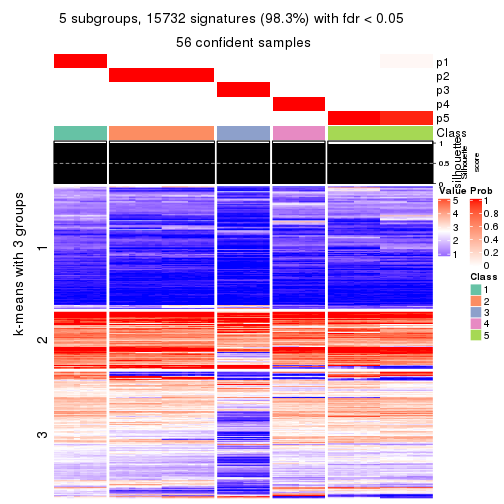 5 subgroups, 15732 signatures (98.3%) with fdr < 0.05
56 confident samples
p1
p2
p3
p4
p5
Class
1
0.5
0
silhouette
Silhouette
score
k-means with 3 groups
1
2
3
Value
5
4
3
2
1
Prob
1
0.8
0.6
0.4
0.2
0
Class
1
2
3
4
5